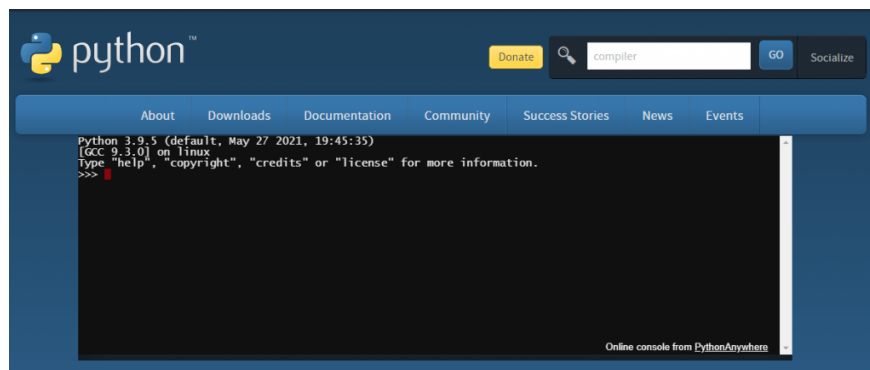 python™
Donate
compiler
GO
Socialize
About Downloads Documentation Community Success Stories News Events
Python 3.9.5 (default, May 27 2021, 19:45:35)
[GCC 9.3.0] on linux
Type "help", "copyright", "credits" or "license" for more information.
>>>
Online console from PythonAnywhere